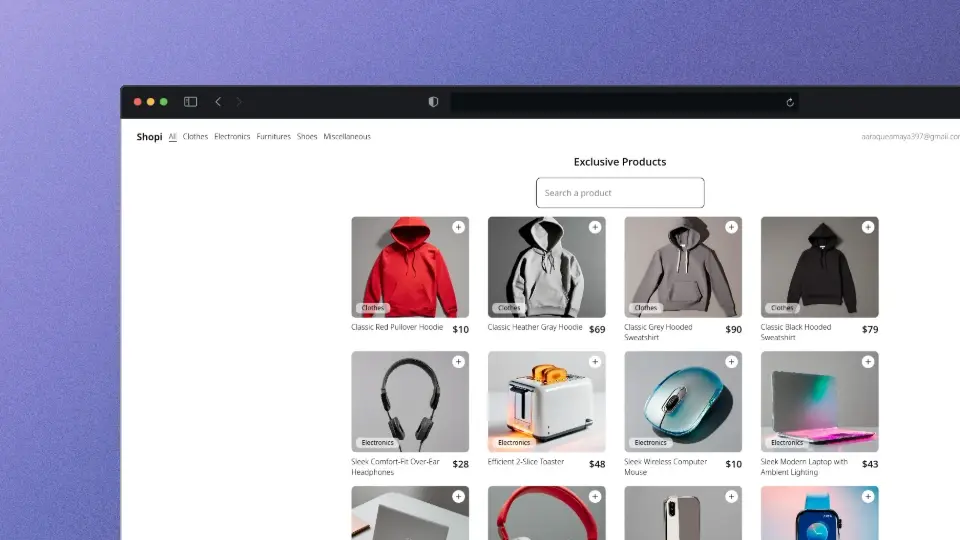 Shopi All Clothes Electronics Furnitures Shoes Miscellaneous
Exclusive Products
Search a product
Clothes
Clothes
Clothes
Clothes
Classic Red Pullover Hoodie $10
Classic Heather Gray Hoodie $69
Classic Grey Hooded
Sweatshirt $90
Classic Black Hooded
Sweatshirt $79
Electronics
Electronics
Electronics
Electronics
Sleek Comfort-Fit Over-Ear
Headphones $28
Efficient 2-Slice Toaster $48
Sleek Wireless Computer
Mouse $10
Sleek Modern Laptop with
Ambient Lighting $43